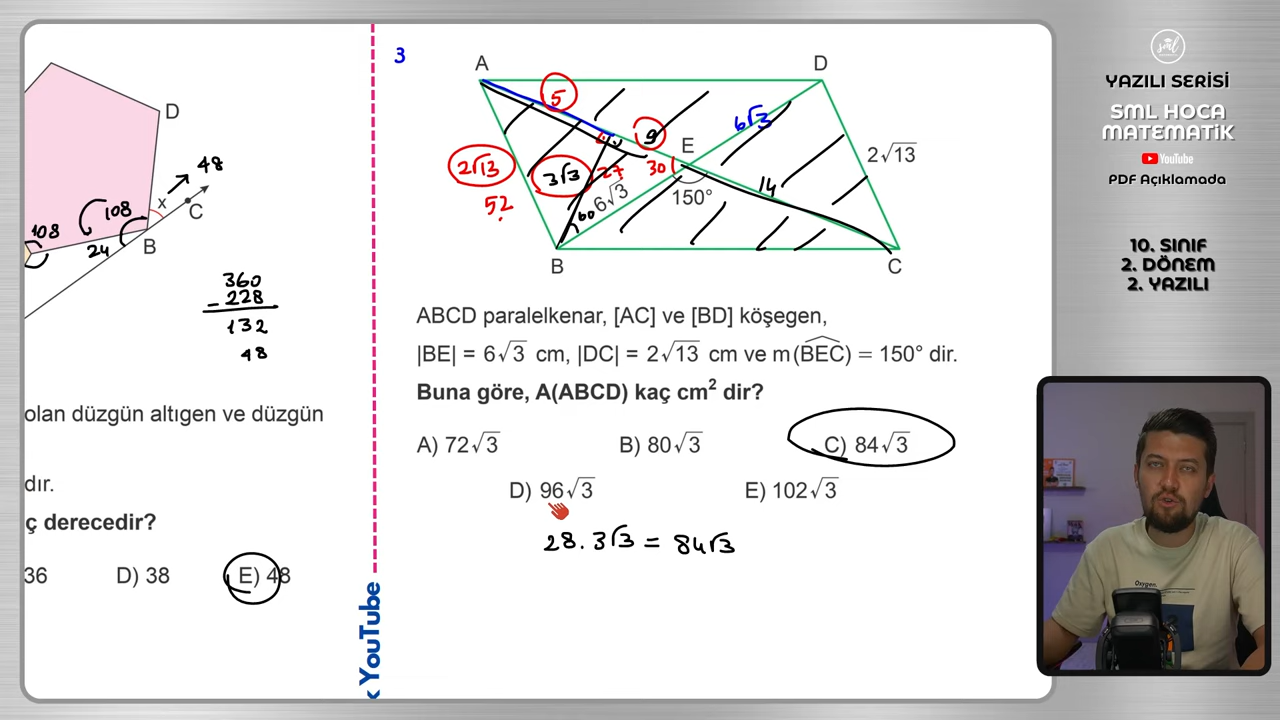 D
48
108
x
C
108
24
B
360
- 228
132
48
olan düzgün altıgen ve düzgün
dır.
ç derecedir?
36
D) 38
E) 48
YouTube
3
A
D
5
9
E
6√3
2√13
2√13
3√3
27
30
6√3
150°
14
52
60
B
C
ABCD paralelkenar, [AC] ve [BD] köşegen,
|BE| = 6√3 cm, |DC| = 2√13 cm ve m(BEC) = 150° dir.
Buna göre, A(ABCD) kaç cm² dir?
A) 72√3
B) 80√3
C) 84√3
D) 96√3
E) 102√3
28.3√3 = 84√3
sml
YAZILI SERİSİ
SML HOCA
MATEMATİK
YouTube
PDF Açıklamada
10. SINIF
2. DÖNEM
2. YAZILI
Oxygen.